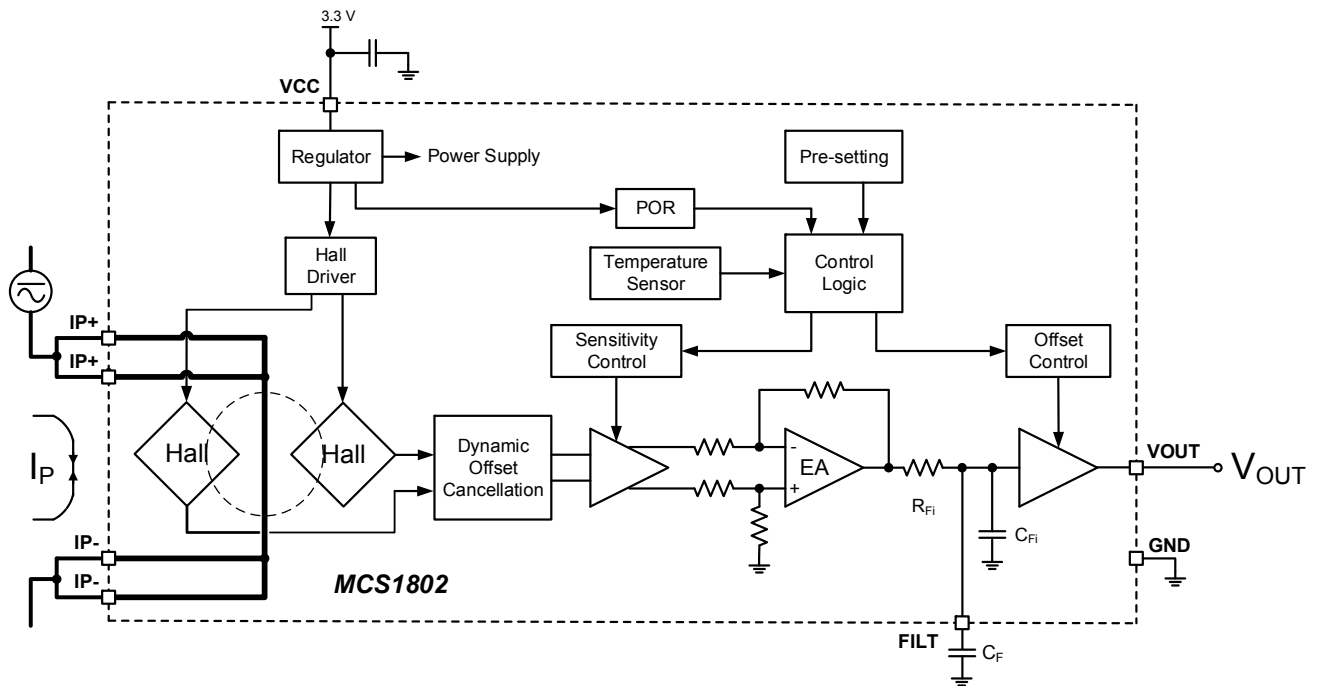 3.3 V
VCC
Regulator
Power Supply
Pre-setting
POR
Hall
Driver
Temperature
Sensor
Control
Logic
IP+
IP+
Sensitivity
Control
Offset
Control
Hall
Hall
Dynamic
Offset
Cancellation
-
EA
+
VOUT
VOUT
IP
RFi
CFi
GND
IP-
IP-
MCS1802
FILT
CF